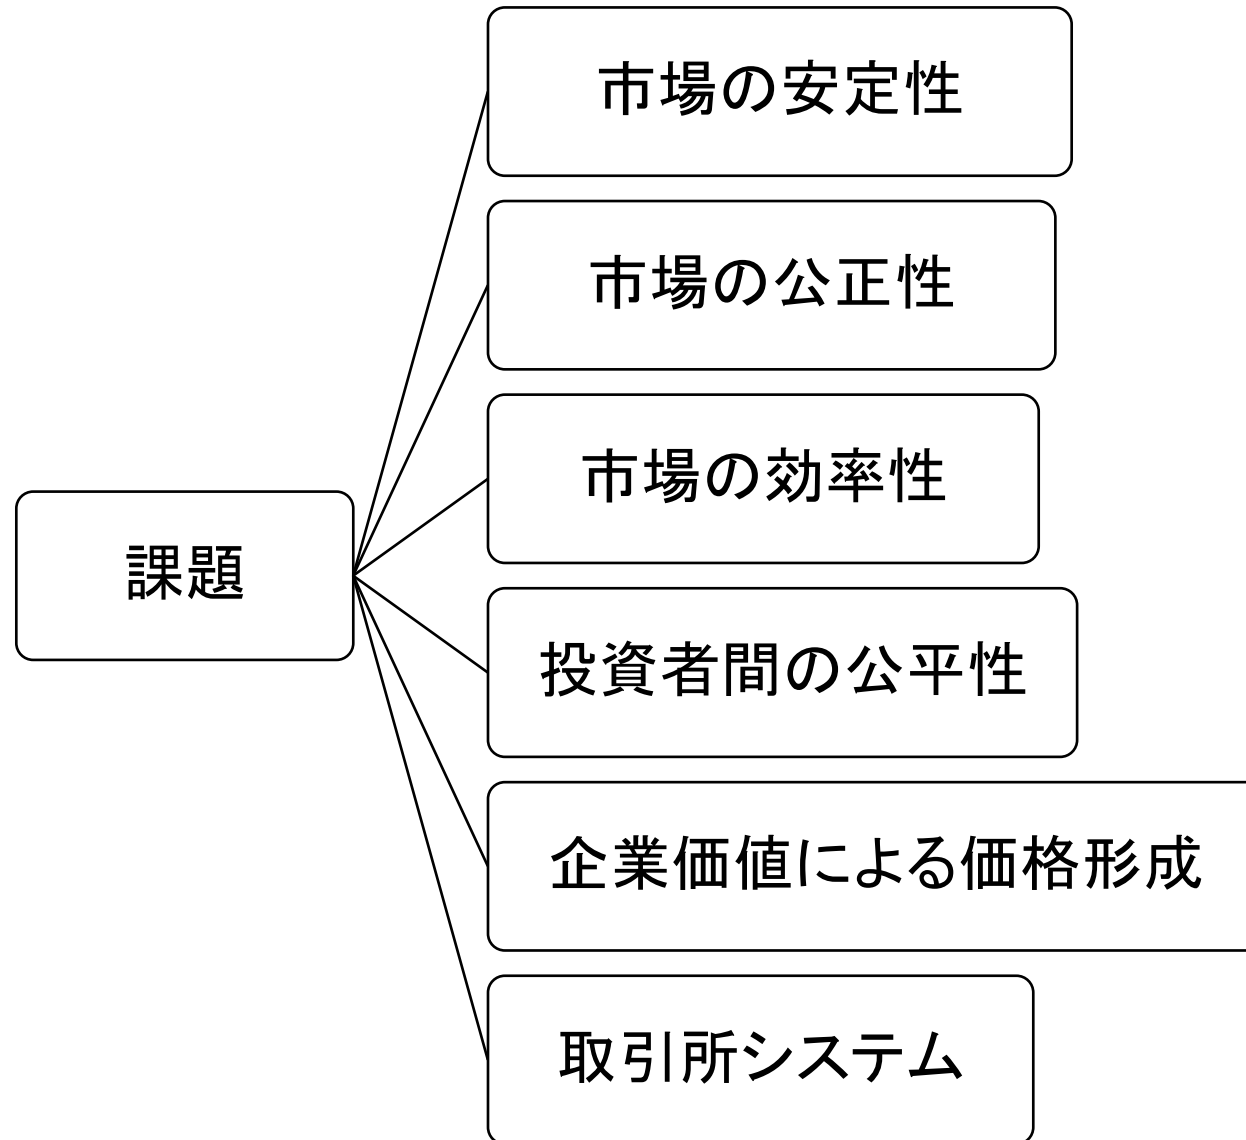 市場の安定性
市場の公正性
市場の効率性
課題
投資者間の公平性
企業価値による価格形成
取引所システム